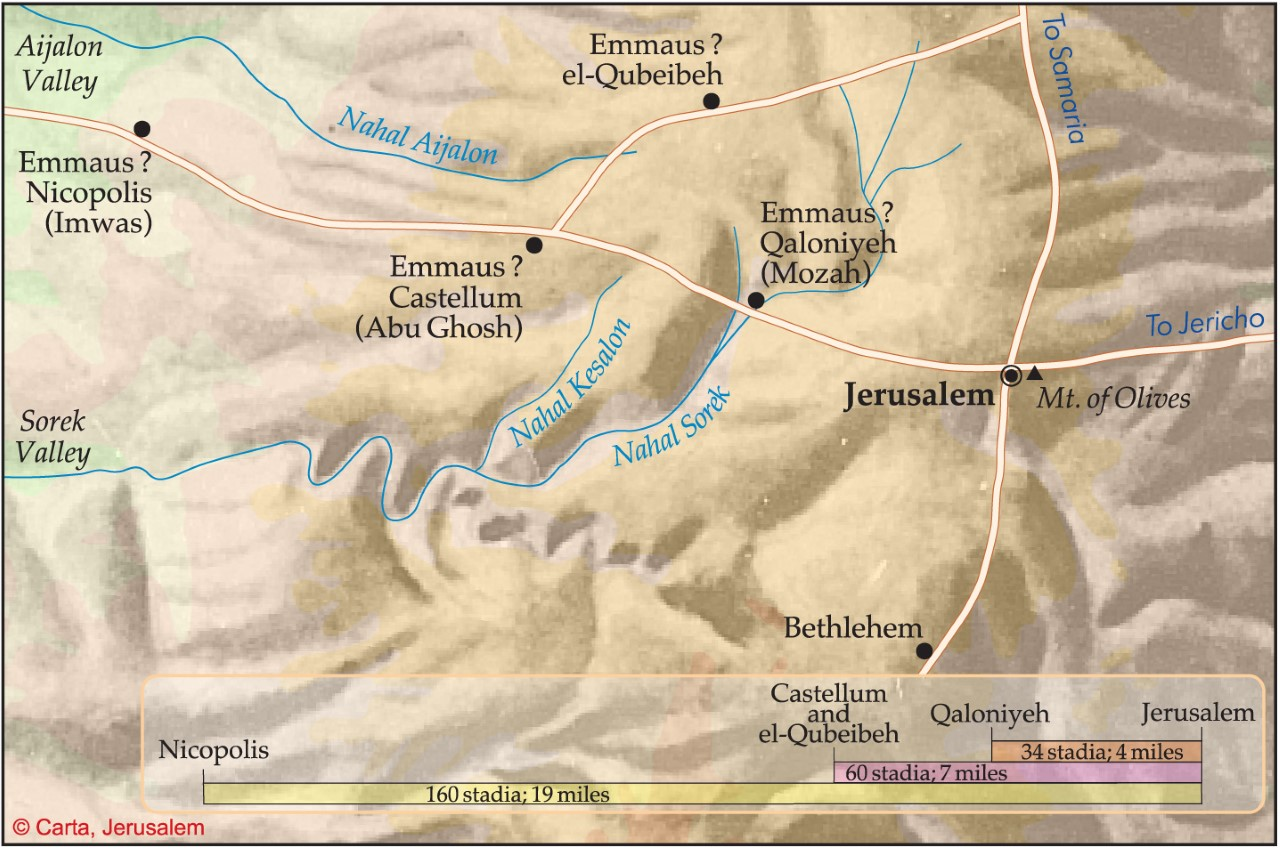 Aijalon
Valley
Emmaus ?
el-Qubeibeh
To Samaria
Nahal Aijalon
Emmaus ?
Nicopolis
(Imwas)
Emmaus ?
Qaloniyeh
(Mozah)
Emmaus ?
Castellum
(Abu Ghosh)
To Jericho
Nahal Kesalon
Jerusalem
Mt. of Olives
Sorek
Valley
Nahal Sorek
Bethlehem
Castellum
and
el-Qubeibeh
Qaloniyeh
Jerusalem
Nicopolis
34 stadia; 4 miles
60 stadia; 7 miles
160 stadia; 19 miles
© Carta, Jerusalem